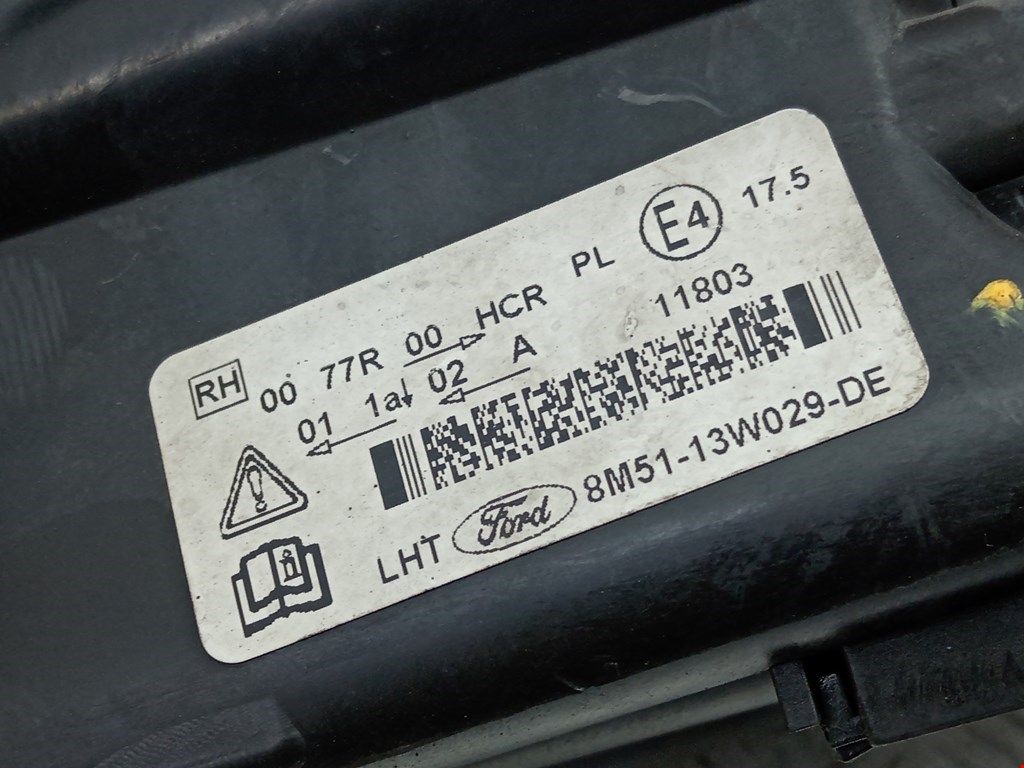 RH 00 77R 00 HCR PL E4 17.5
01 1a 02 A 11803
LHT Ford 8M51-13W029-DE